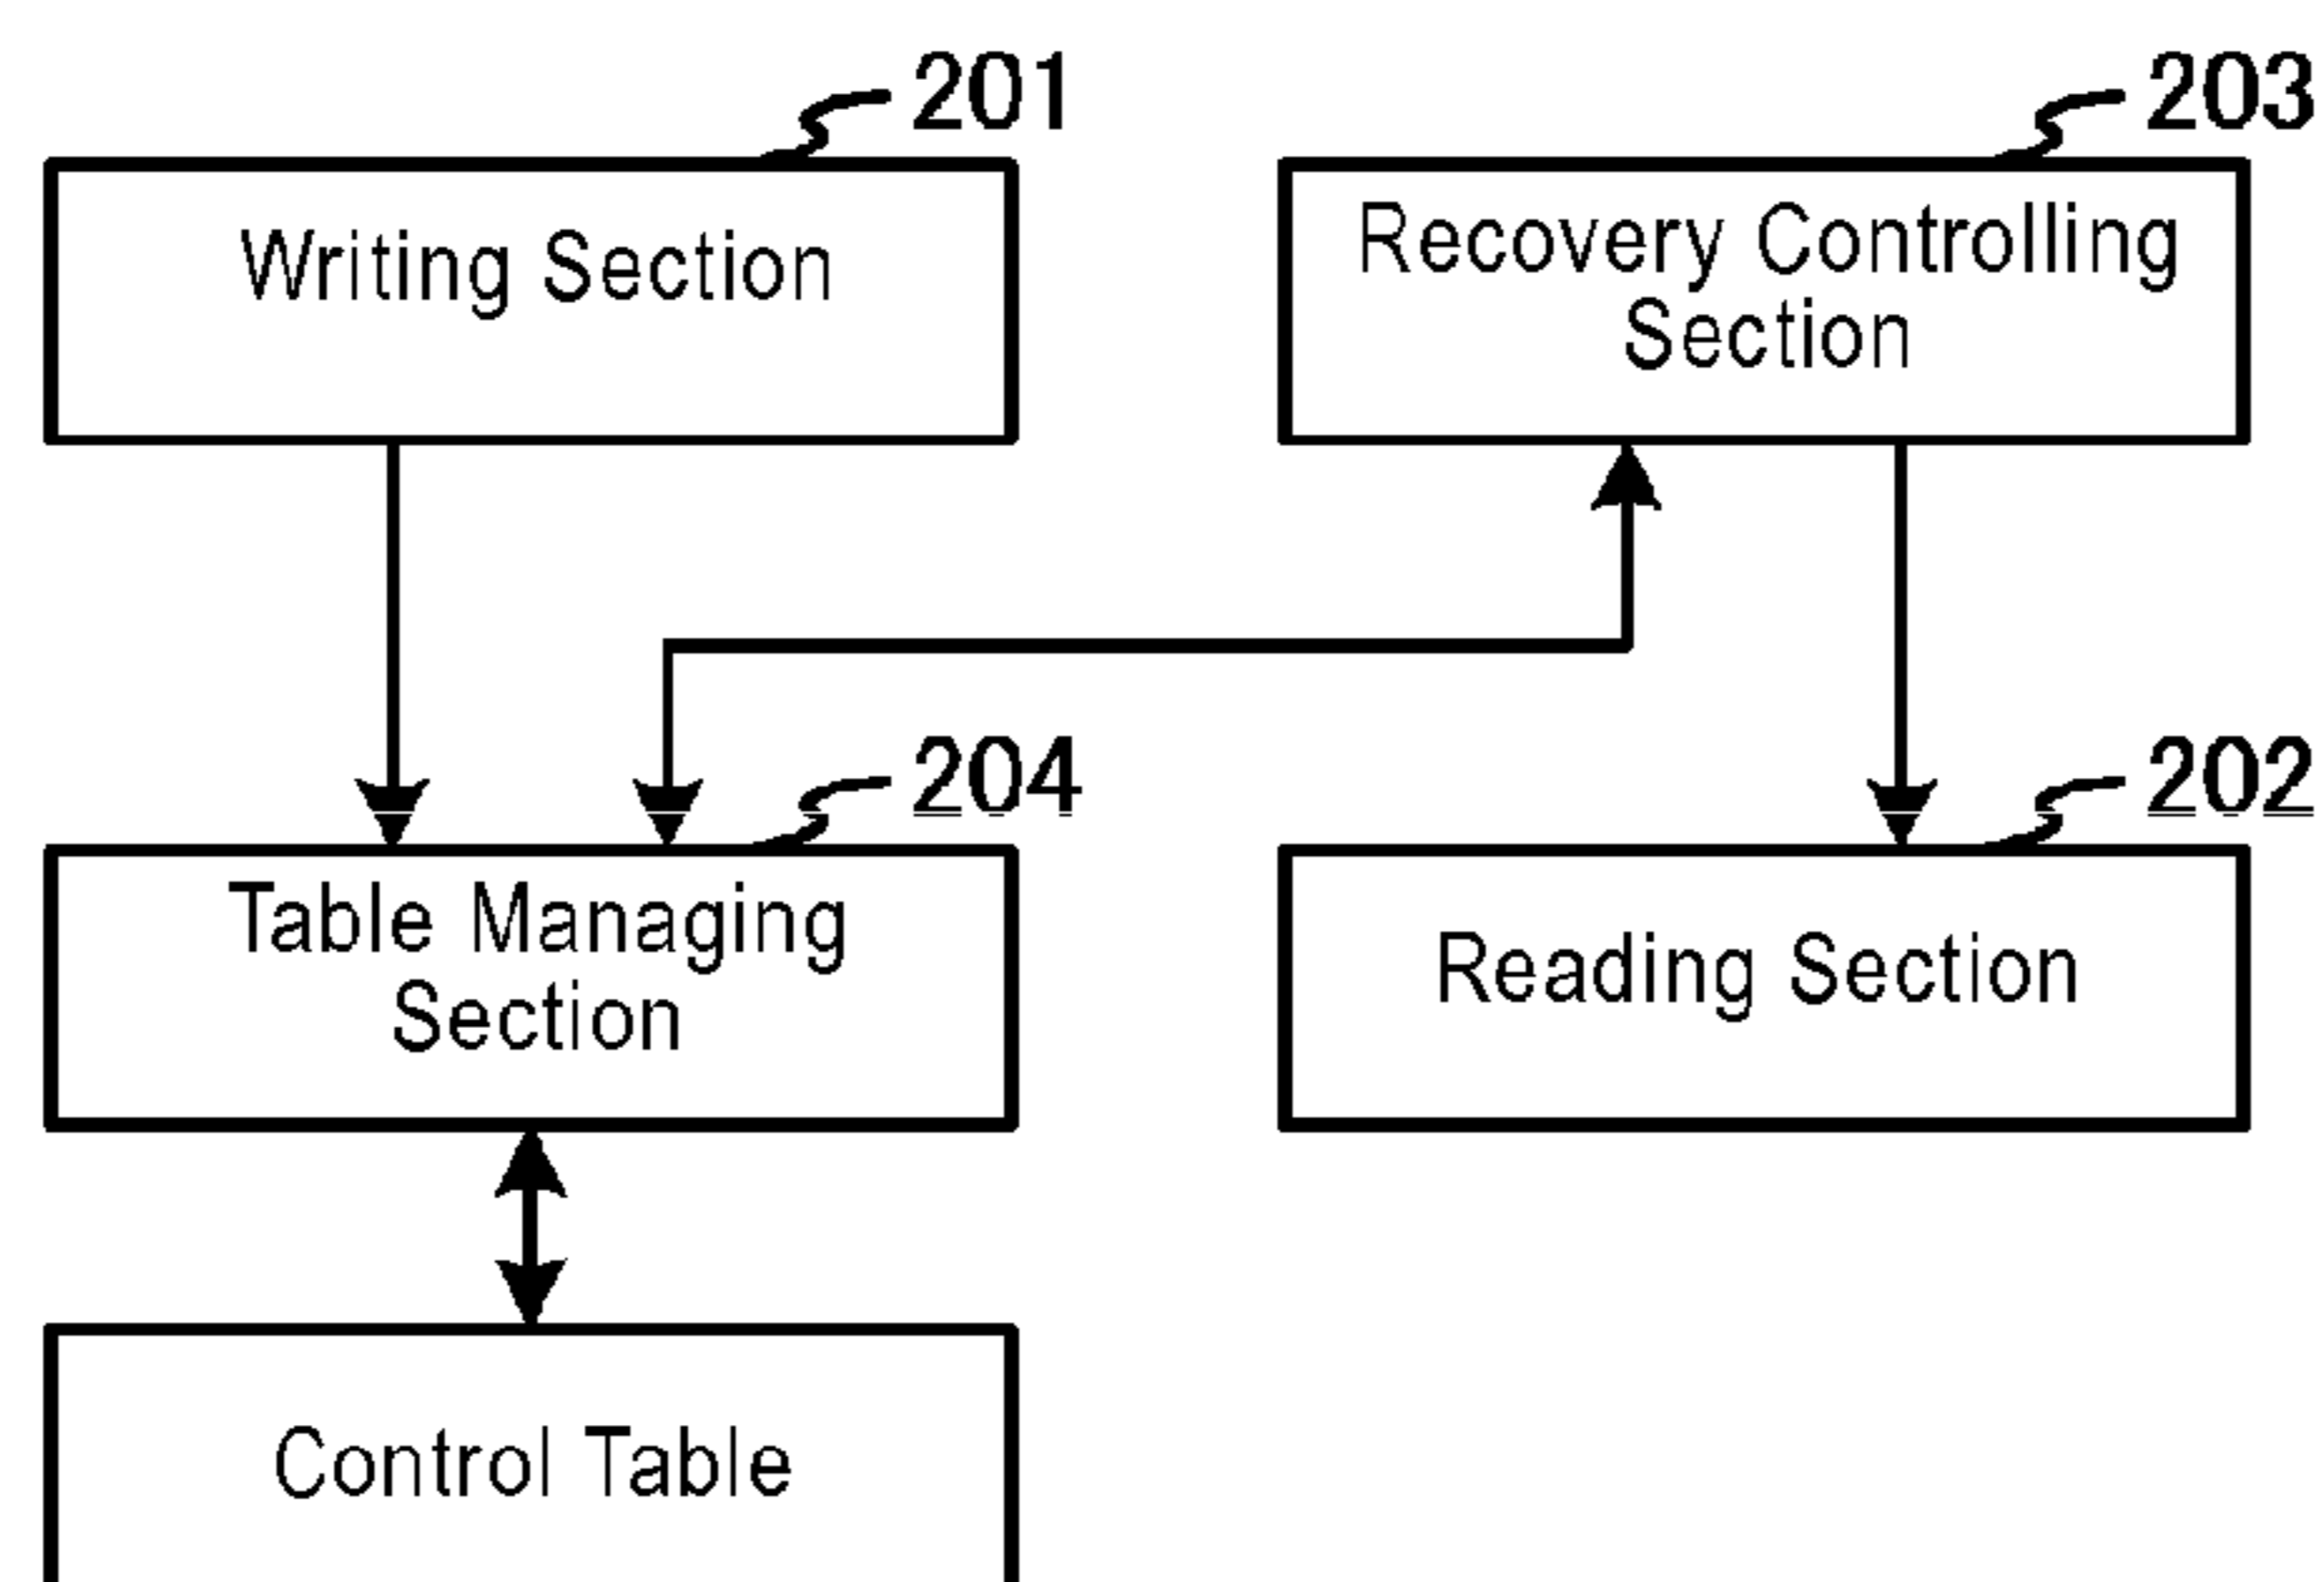 201
203
Writing Section
Recovery Controlling
Section
204
202
Table Managing
Section
Reading Section
Control Table